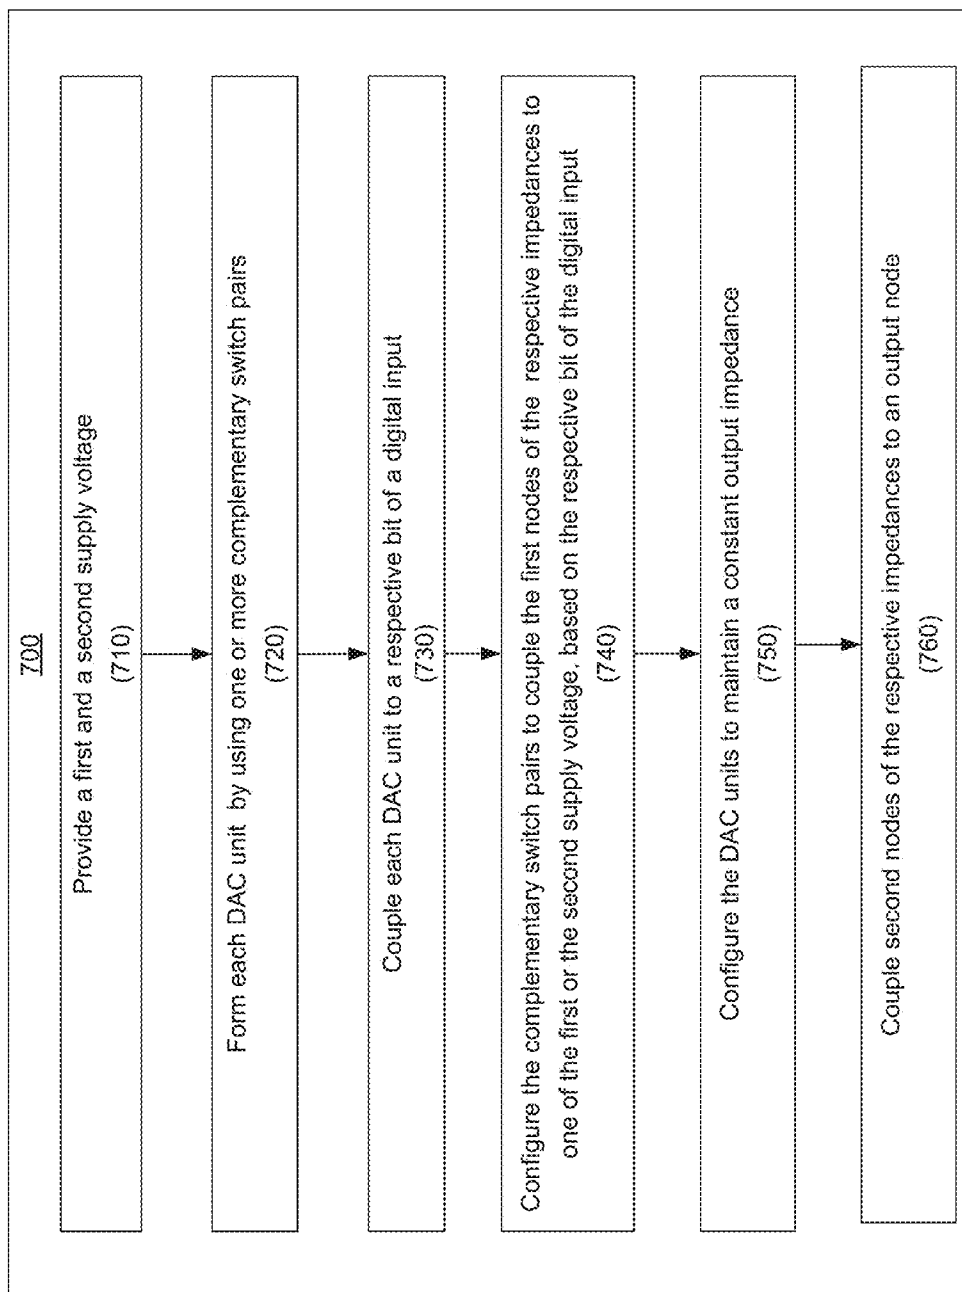 700
Provide a first and a second supply voltage
(710)
Form each DAC unit by using one or more complementary switch pairs
(720)
Couple each DAC unit to a respective bit of a digital input
(730)
Configure the complementary switch pairs to couple the first nodes of the respective impedances to
one of the first or the second supply voltage, based on the respective bit of the digital input
(740)
Configure the DAC units to maintain a constant output impedance
(750)
Couple second nodes of the respective impedances to an output node
(760)